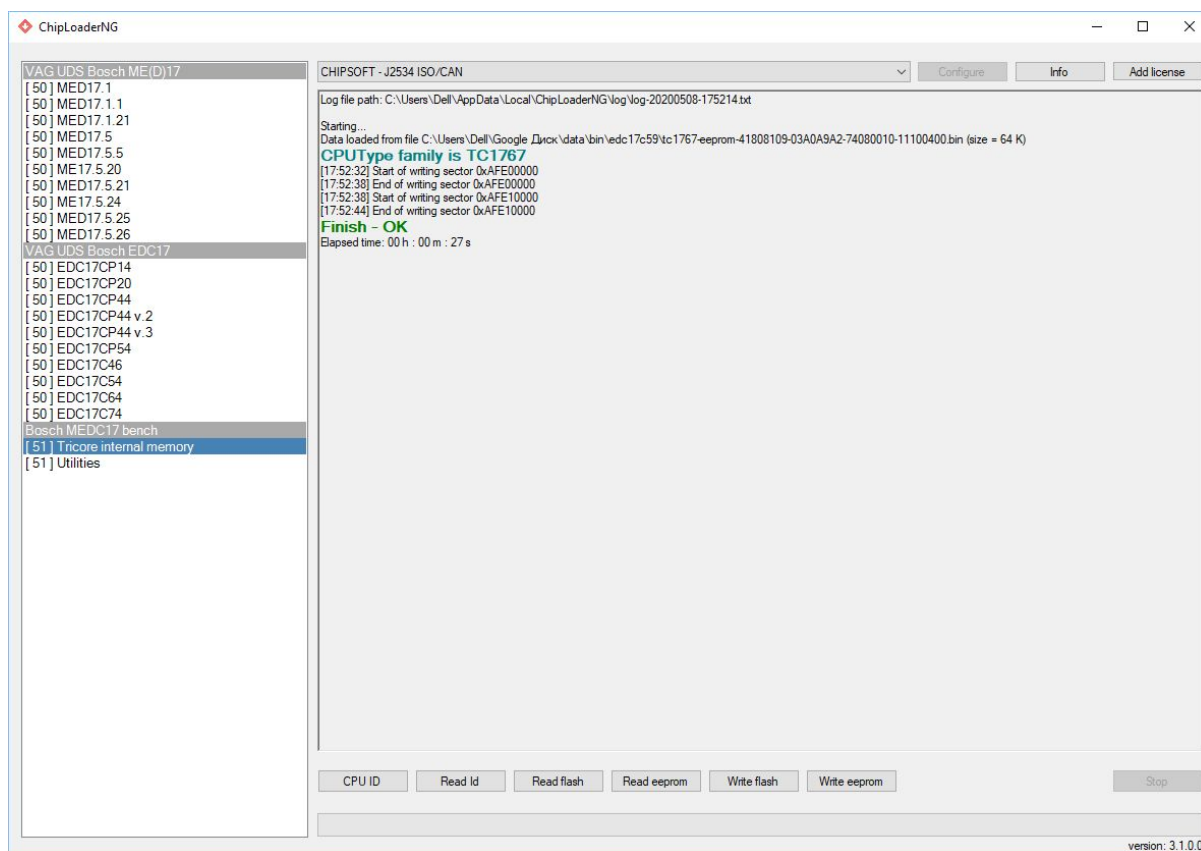 ChipLoaderNG
VAG UDS Bosch ME(D)17
[ 50 ] MED17.1
[ 50 ] MED17.1.1
[ 50 ] MED17.1.21
[ 50 ] MED17.5
[ 50 ] MED17.5.5
[ 50 ] ME17.5.20
[ 50 ] MED17.5.21
[ 50 ] ME17.5.24
[ 50 ] MED17.5.25
[ 50 ] MED17.5.26
VAG UDS Bosch EDC17
[ 50 ] EDC17CP14
[ 50 ] EDC17CP20
[ 50 ] EDC17CP44
[ 50 ] EDC17CP44 v.2
[ 50 ] EDC17CP44 v.3
[ 50 ] EDC17CP54
[ 50 ] EDC17C46
[ 50 ] EDC17C54
[ 50 ] EDC17C64
[ 50 ] EDC17C74
Bosch MEDC17 bench
[ 51 ] Tricore internal memory
[ 51 ] Utilities
CHIPSOFT - J2534 ISO/CAN
Configure
Info
Add license
Log file path: C:\Users\Dell\AppData\Local\ChipLoaderNG\log\log-20200508-175214.txt
Starting...
Data loaded from file C:\Users\Dell\Google Диск\data\bin\edc17c59\tc1767-eeprom-41808109-03A0A9A2-74080010-11100400.bin (size = 64 K)
CPUType family is TC1767
[17:52:32] Start of writing sector 0xAFE00000
[17:52:38] End of writing sector 0xAFE00000
[17:52:38] Start of writing sector 0xAFE10000
[17:52:44] End of writing sector 0xAFE10000
Finish - OK
Elapsed time: 00 h : 00 m : 27 s
CPU ID
Read Id
Read flash
Read eeprom
Write flash
Write eeprom
Stop
version: 3.1.0.0